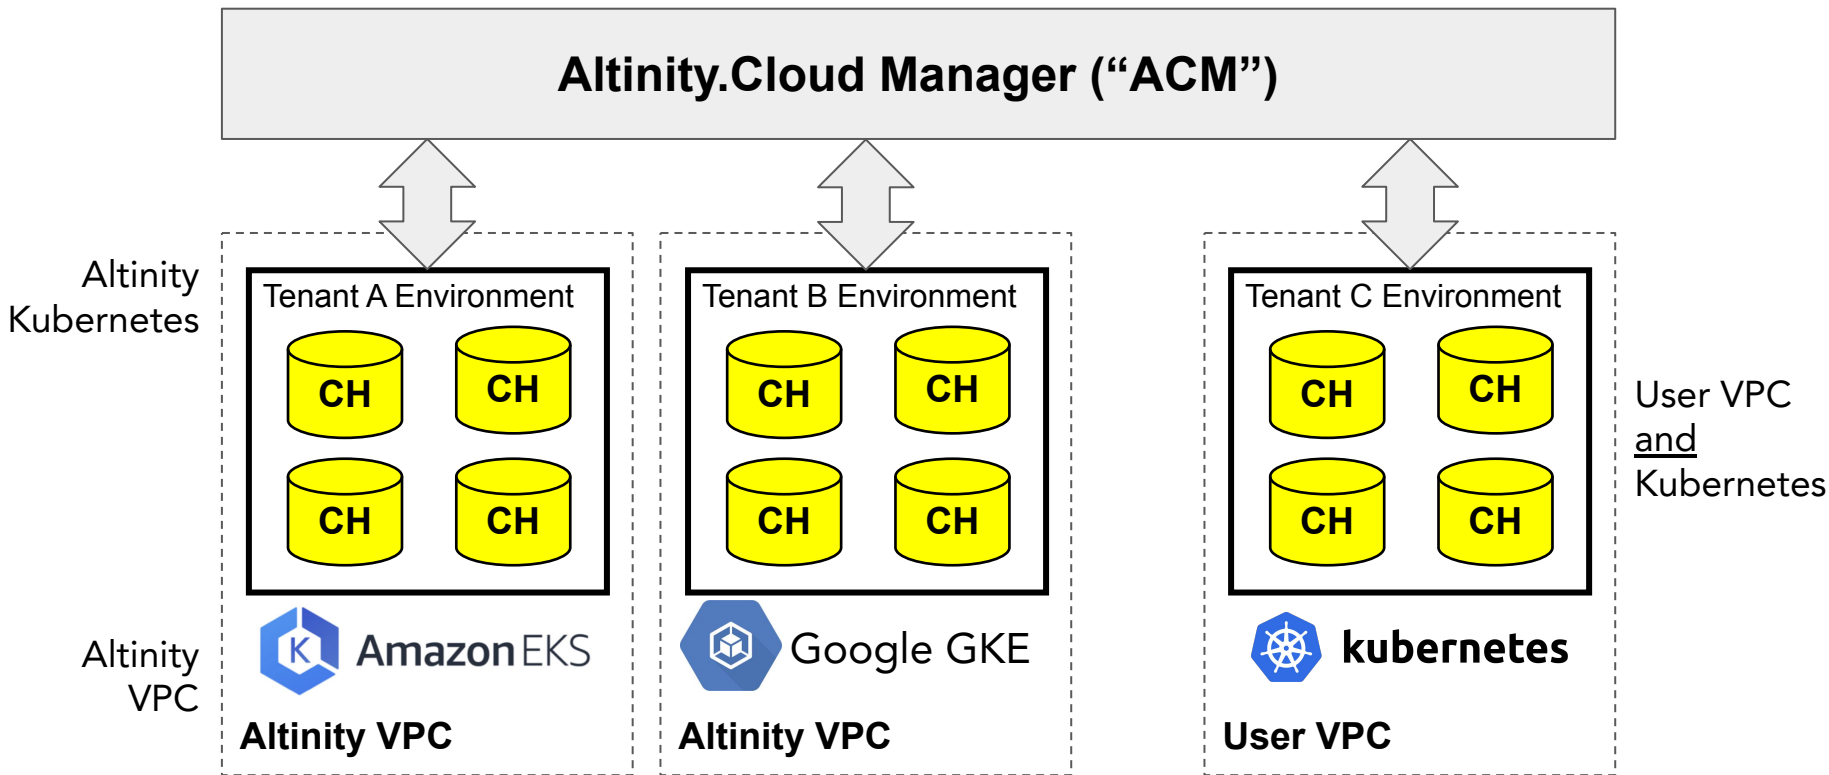 Altinity.Cloud Manager (“ACM”)
Altinity
Kubernetes
Tenant A Environment
CH
CH
CH
CH
Amazon EKS
Altinity VPC
Altinity
VPC
Tenant B Environment
CH
CH
CH
CH
Google GKE
Altinity VPC
Tenant C Environment
CH
CH
CH
CH
kubernetes
User VPC
User VPC
and
Kubernetes
K